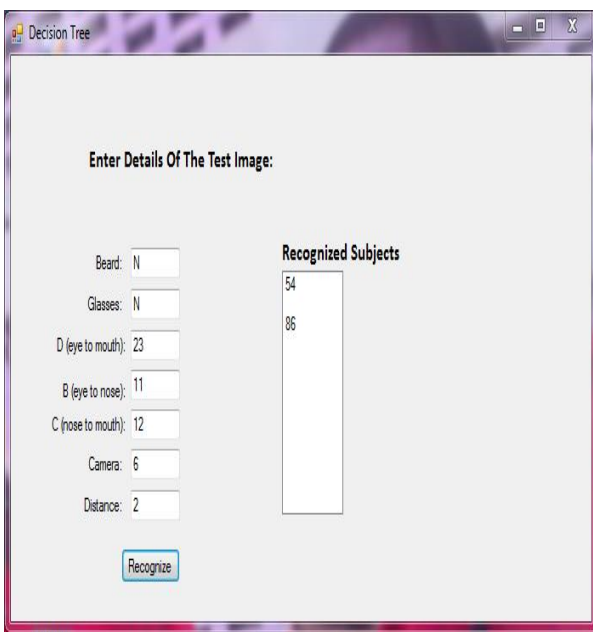 Decision Tree
Enter Details Of The Test Image:
Beard: N
Glasses: N
D (eye to mouth): 23
B (eye to nose): 11
C (nose to mouth): 12
Camera: 6
Distance: 2
Recognize
Recognized Subjects
54
86